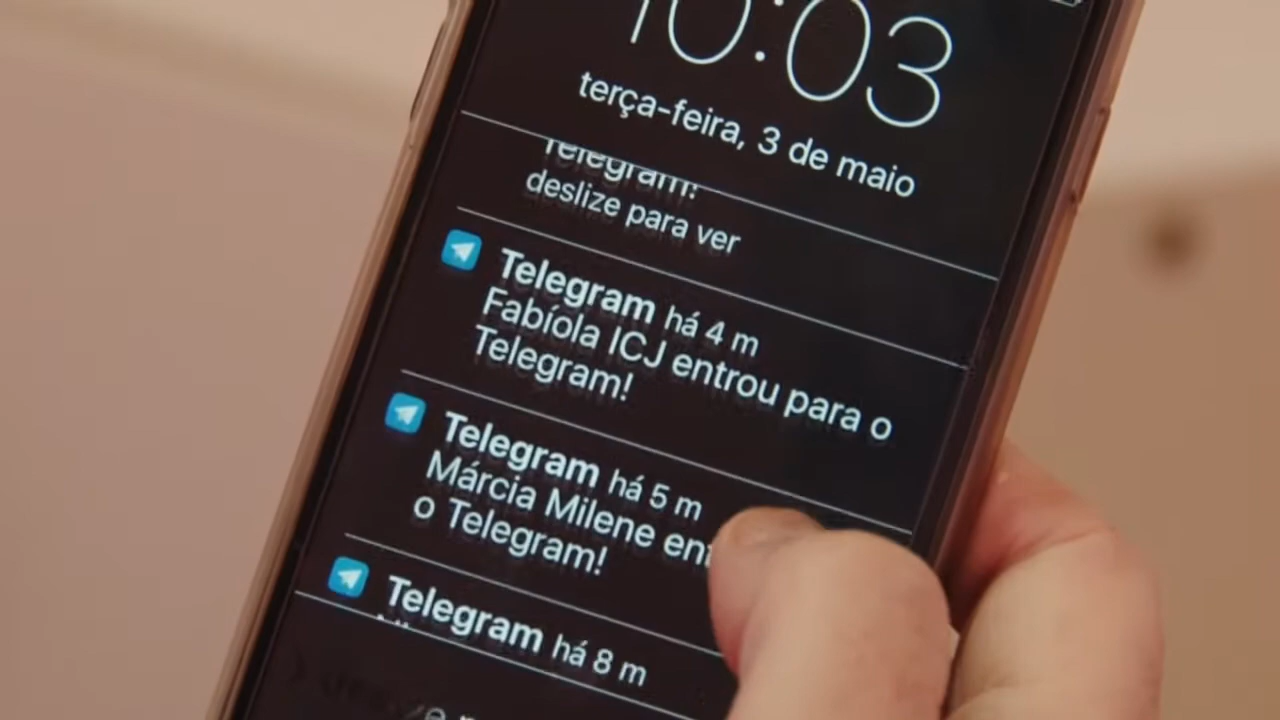 10:03
terça-feira, 3 de maio
Telegram!
deslize para ver
Telegram há 4 m
Fabíola ICJ entrou para o
Telegram!
Telegram há 5 m
Márcia Milene
o Telegram!
Telegram há 8 m